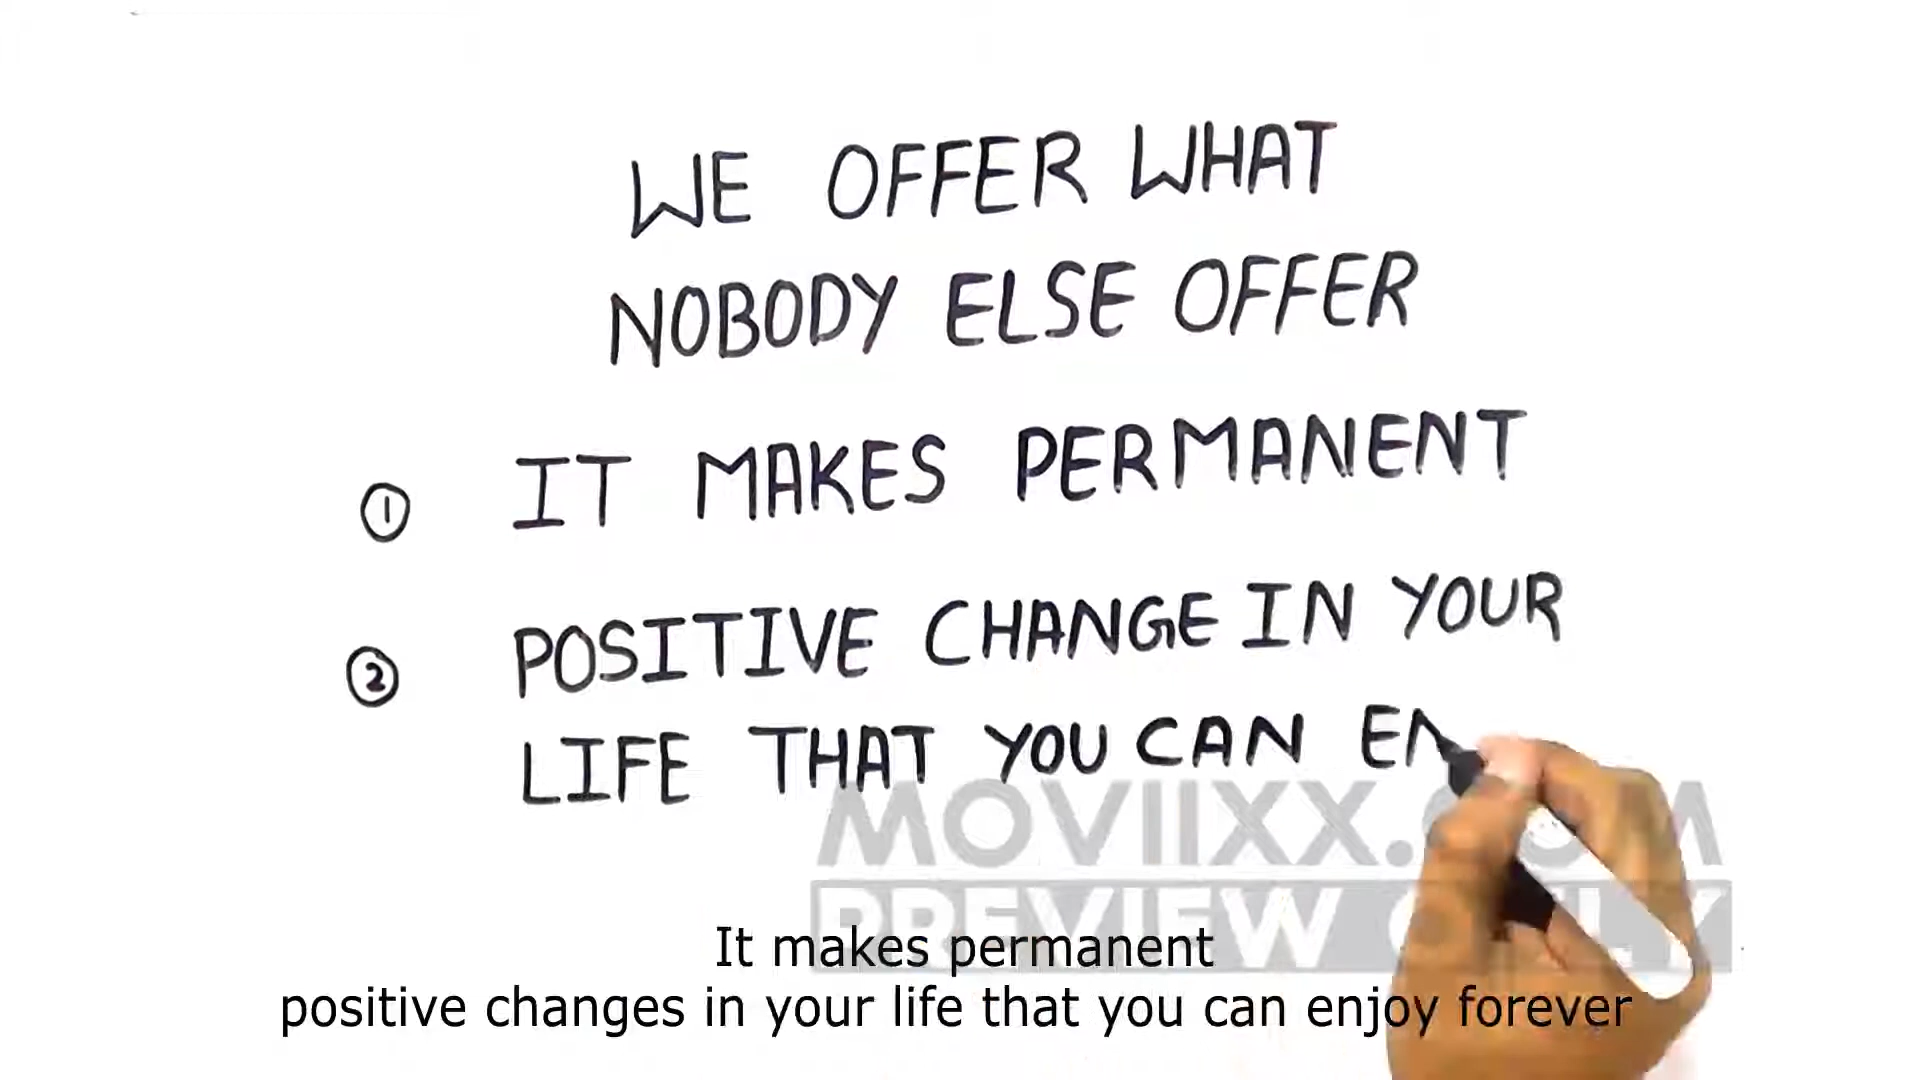 WE OFFER WHAT
NOBODY ELSE OFFER
① IT MAKES PERMANENT
② POSITIVE CHANGE IN YOUR
LIFE THAT YOU CAN EN
MOVIIXX.COM
PREVIEW ONLY
It makes permanent
positive changes in your life that you can enjoy forever